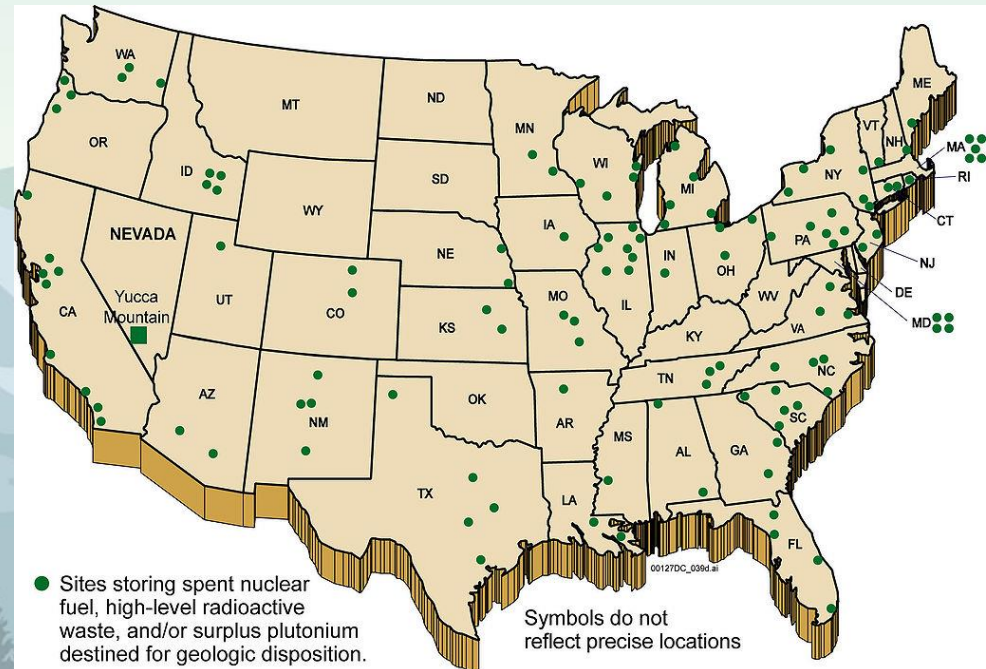 WA
MT
ND
MN
ME
VT
NH
MA
RI
CT
NY
OR
ID
SD
WI
MI
WY
NEVADA
IA
NE
PA
NJ
DE
MD
OH
IN
IL
WV
VA
Yucca
Mountain
CA
UT
CO
KS
MO
KY
NC
TN
SC
AZ
NM
OK
AR
MS
AL
GA
TX
LA
FL
00127DC_039d.ai
Sites storing spent nuclear
fuel, high-level radioactive
waste, and/or surplus plutonium
destined for geologic disposition.
Symbols do not
reflect precise locations